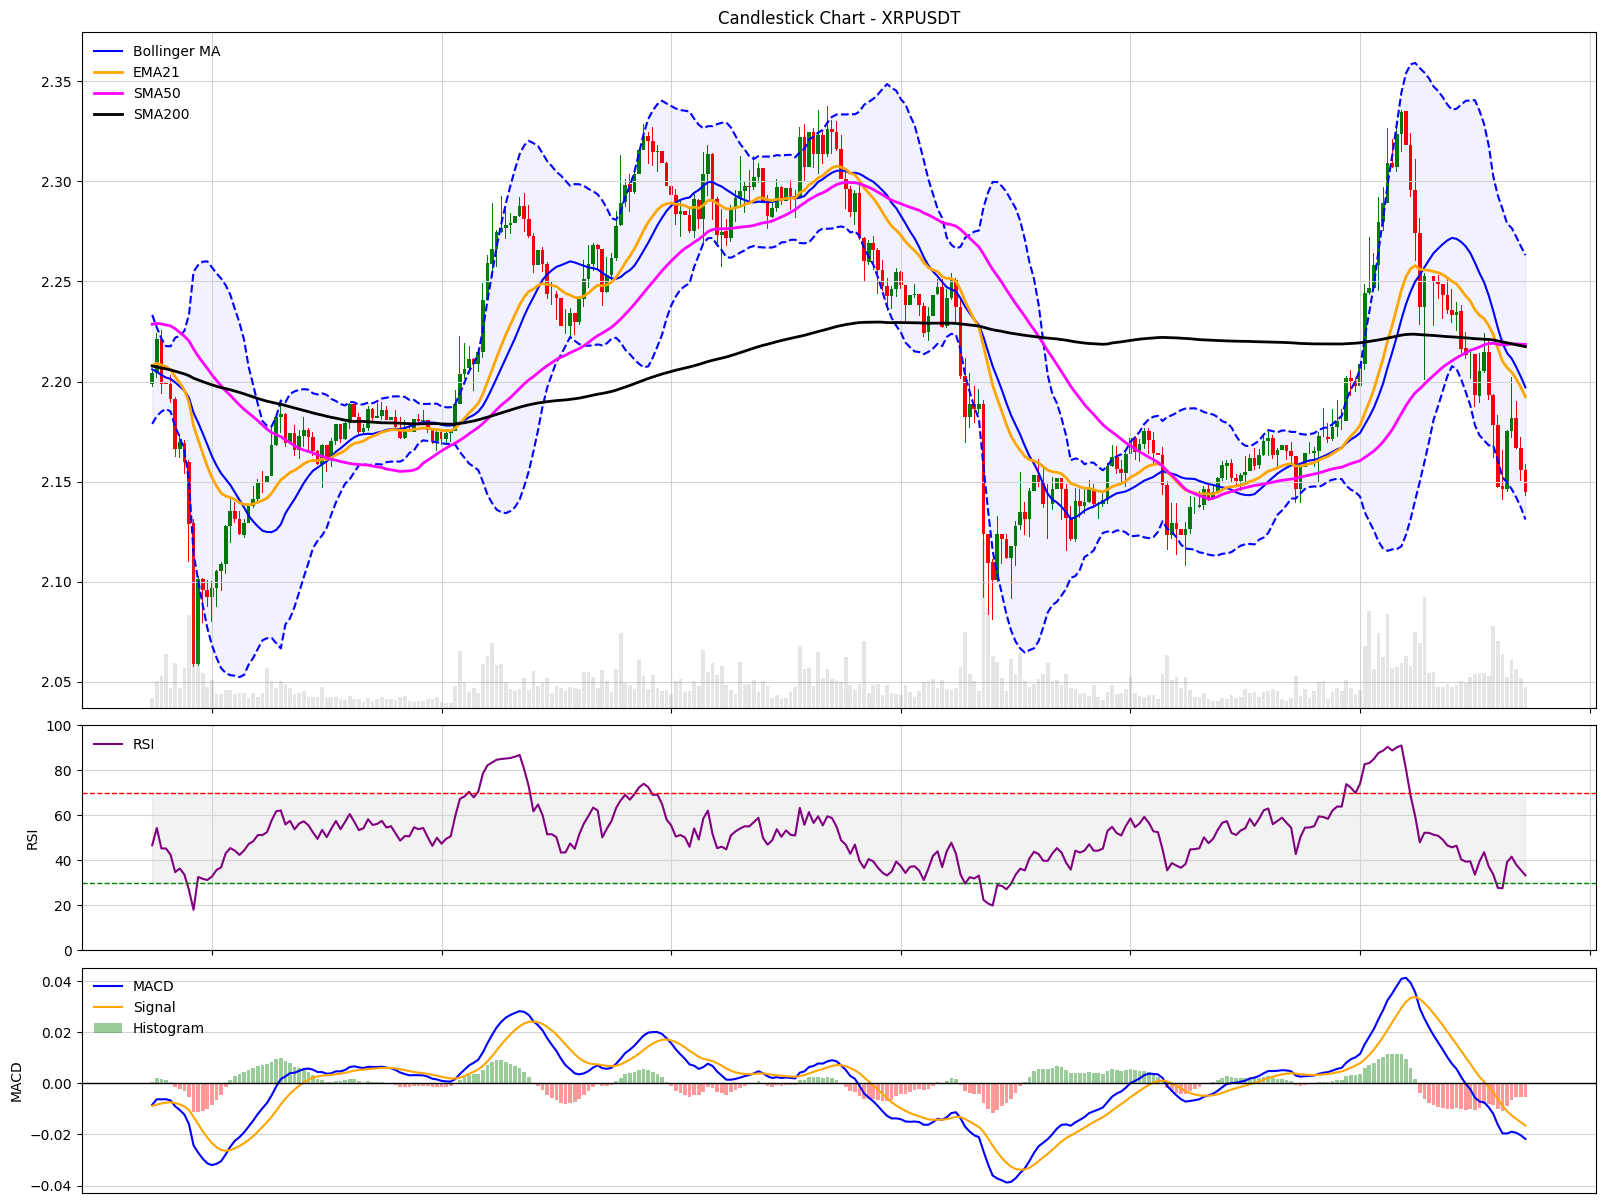 Candlestick Chart - XRPUSDT
Bollinger MA
EMA21
SMA50
SMA200
2.35
2.30
2.25
2.20
2.15
2.10
2.05
RSI
100
80
60
40
20
0
RSI
MACD
Signal
Histogram
0.04
0.02
0.00
−0.02
−0.04
MACD